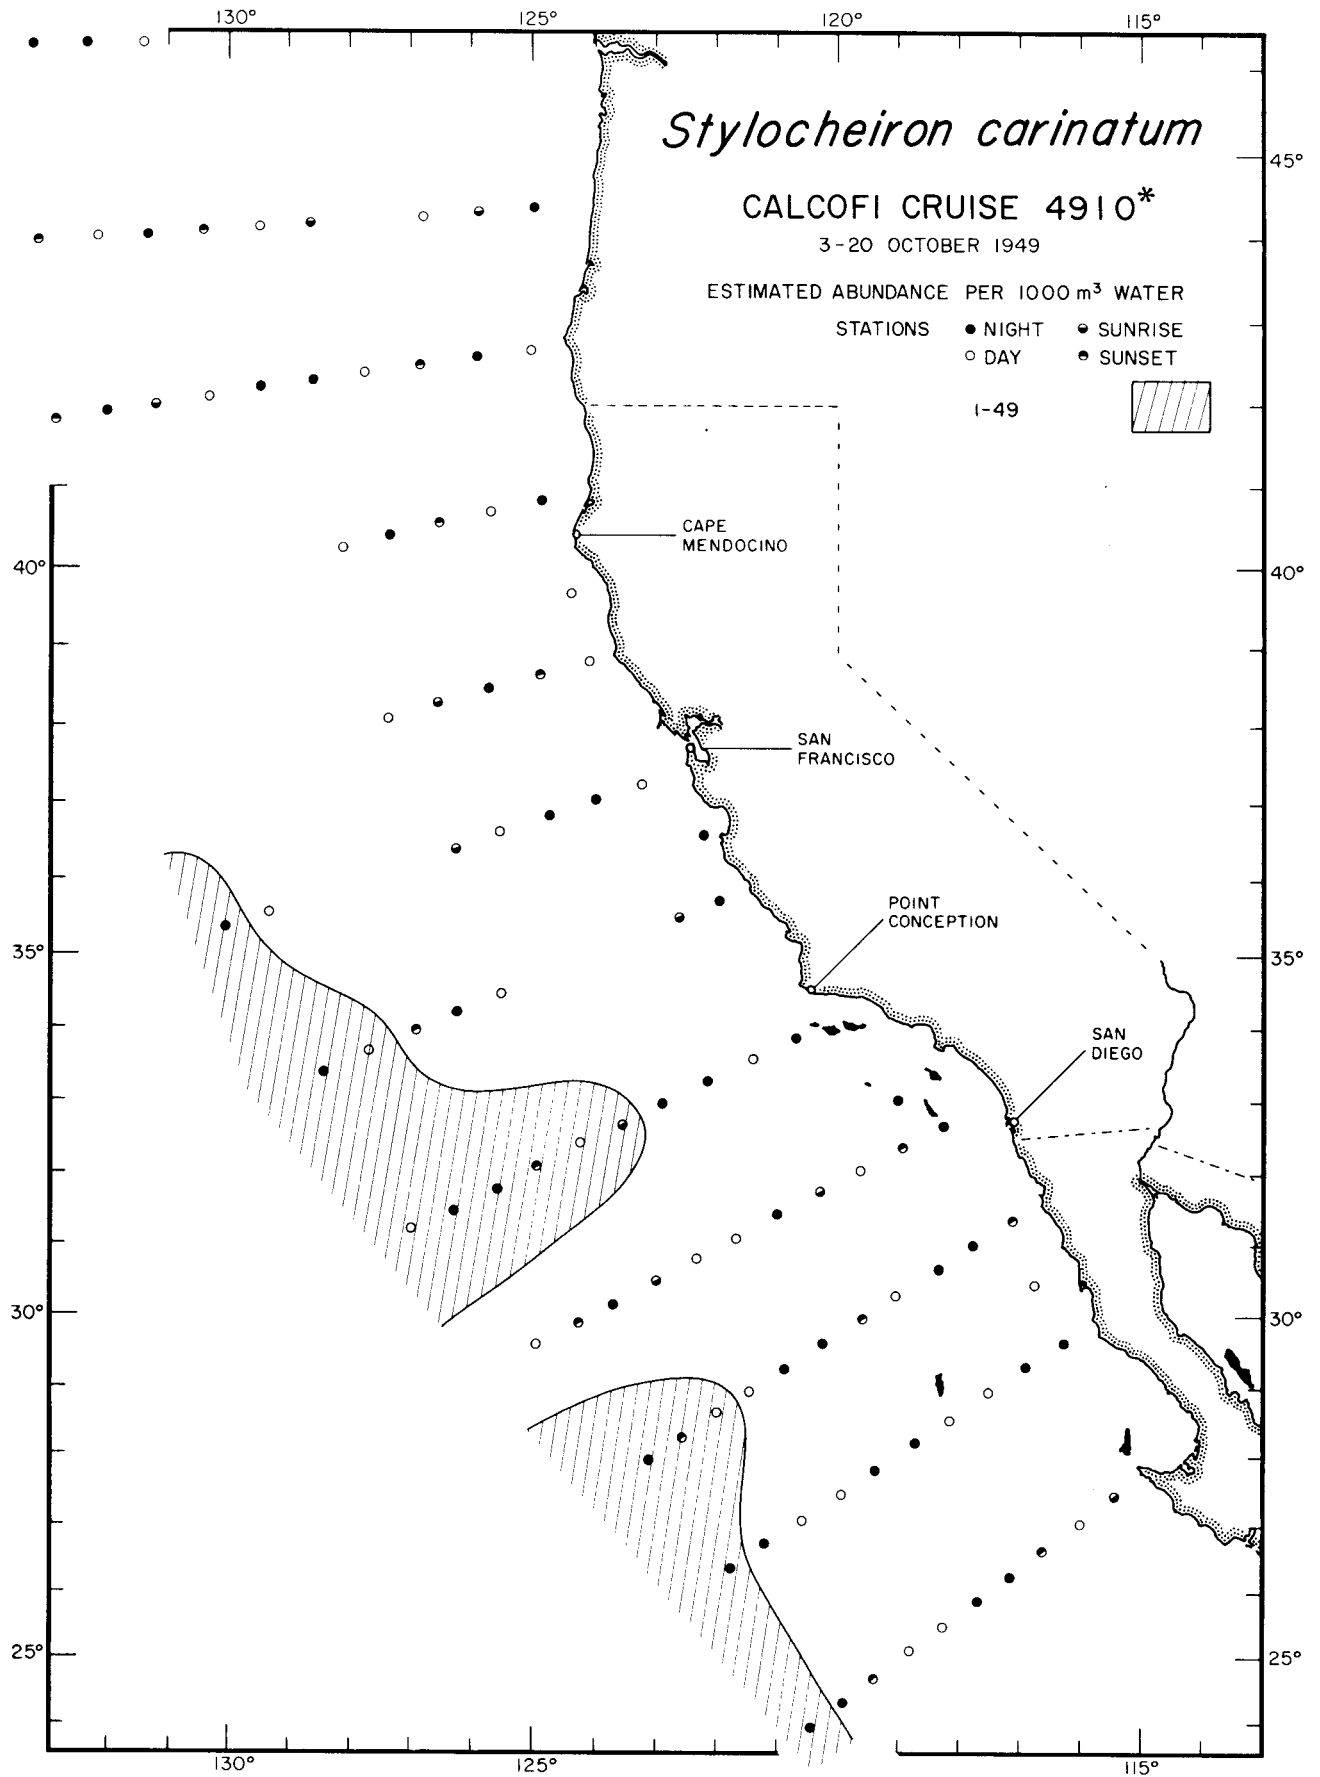 130° 125° 120° 115°
Stylocheiron carinatum
45°
CALCOFI CRUISE 4910*
3-20 OCTOBER 1949
ESTIMATED ABUNDANCE PER 1000 m³ WATER
STATIONS ● NIGHT ◒ SUNRISE
○ DAY ◓ SUNSET
1-49
CAPE
MENDOCINO
40° 40°
SAN
FRANCISCO
POINT
CONCEPTION
35° 35°
SAN
DIEGO
30° 30°
25° 25°
130° 125° 115°